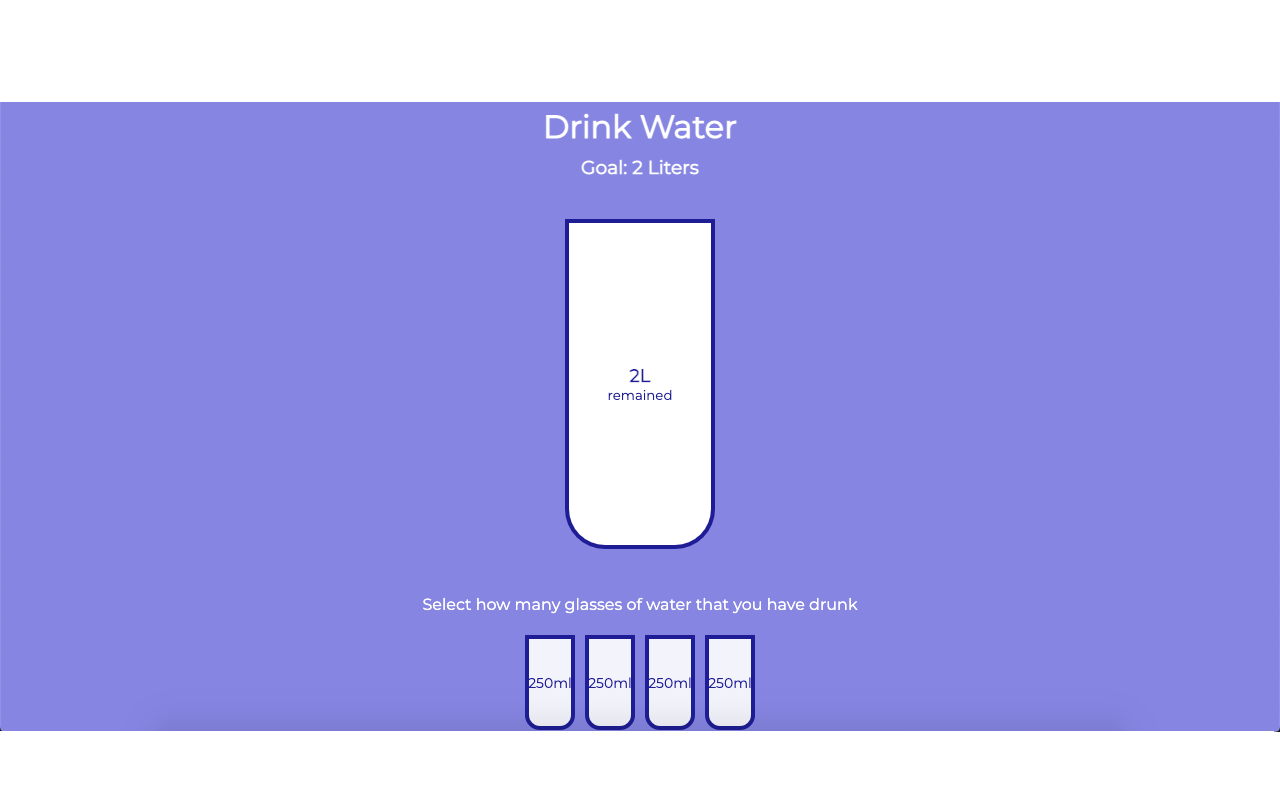 Drink Water
Goal: 2 Liters
2L
remained
Select how many glasses of water that you have drunk
250ml 250ml 250ml 250ml